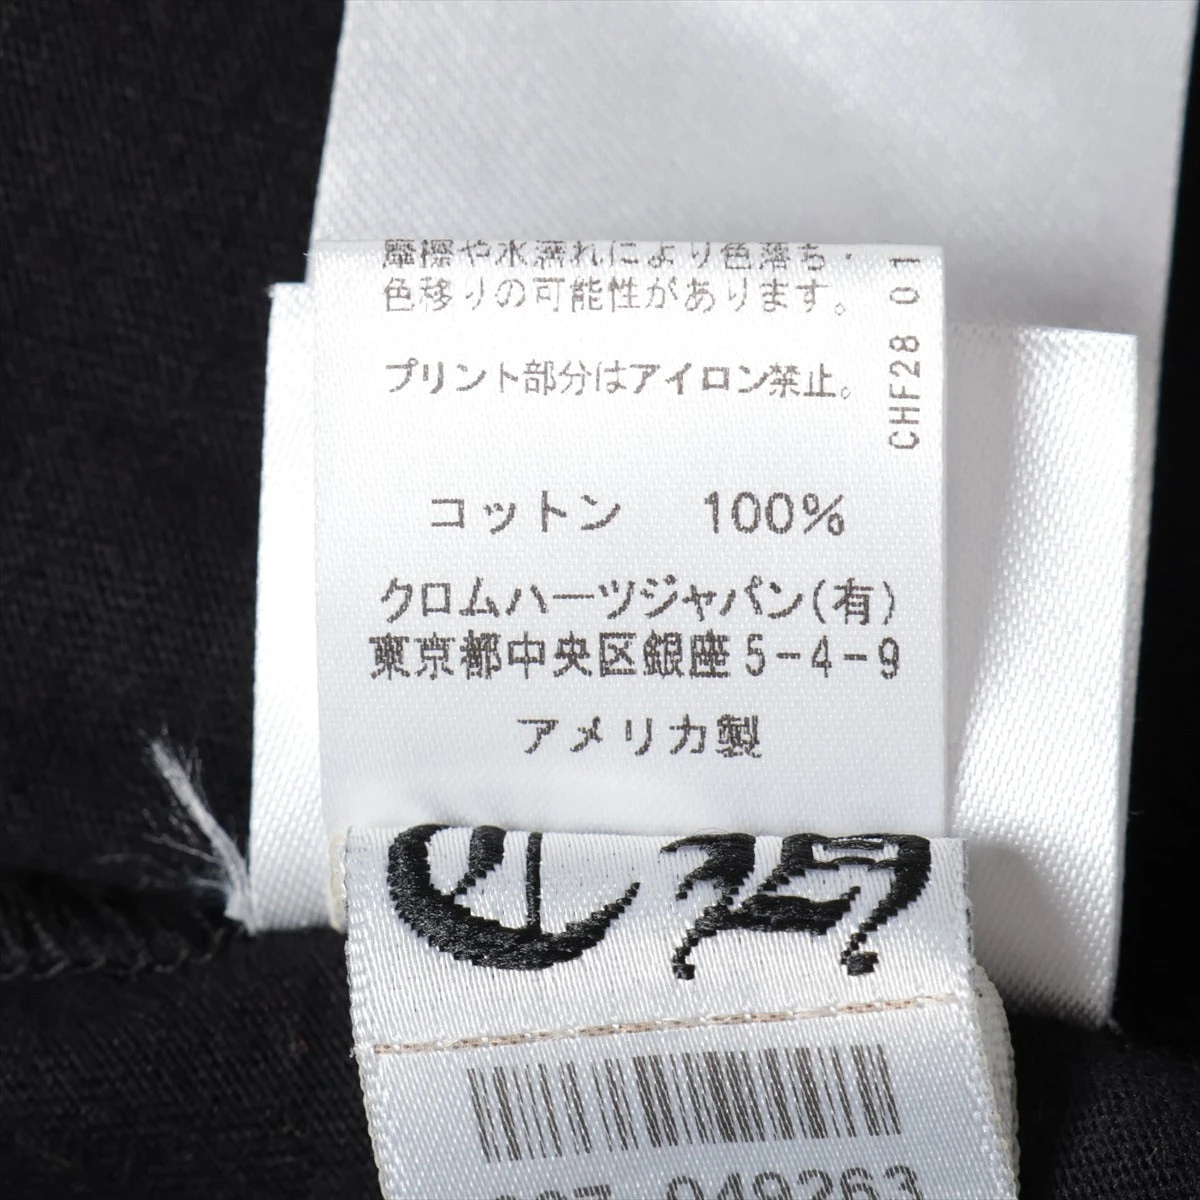 摩擦や水濡れにより色落ち・
色移りの可能性があります。
プリント部分はアイロン禁止。
コットン 100%
クロムハーツジャパン(有)
東京都中央区銀座5-4-9
アメリカ製
CHF28 01
CH
049263